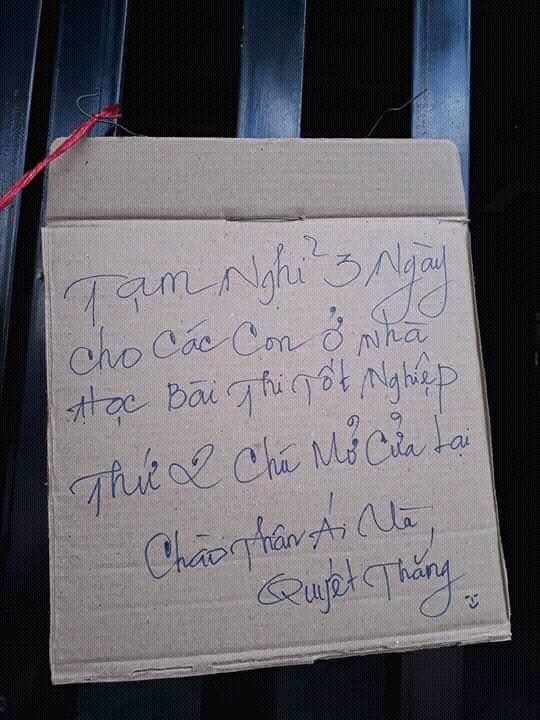 Tạm Nghỉ 3 Ngày
cho Các Con ở Nhà
Học Bài Thi Tốt Nghiệp
Thứ 2 Chú Mở Cửa Lại
Chào Thân Ái Và,
Quyết Thắng